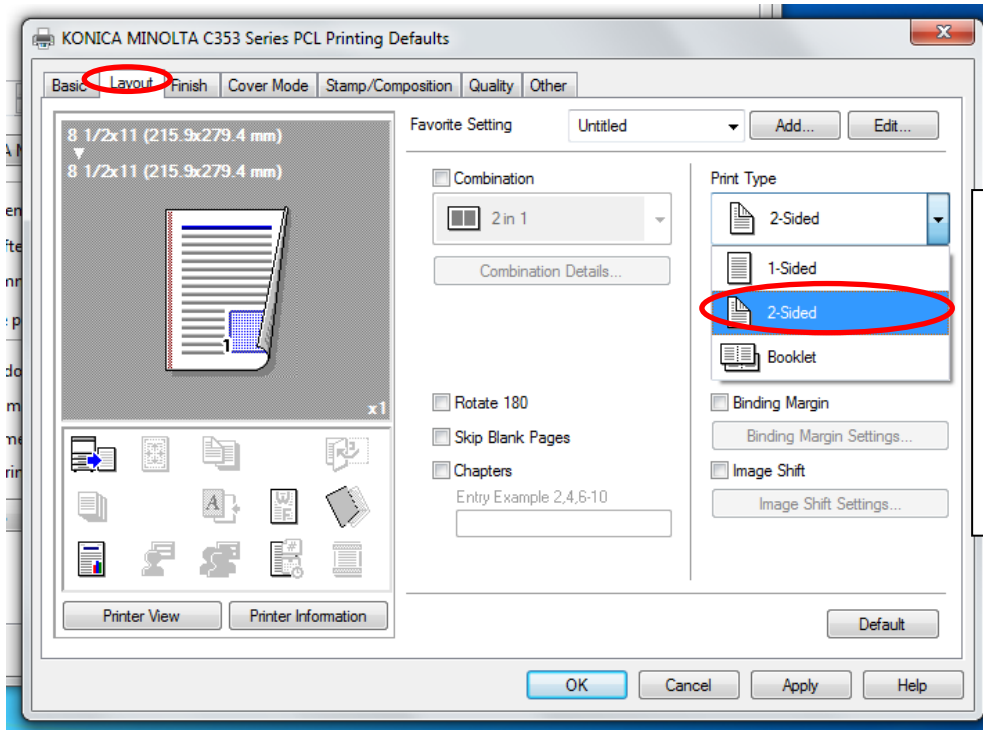 KONICA MINOLTA C353 Series PCL Printing Defaults
Basic Layout Finish Cover Mode Stamp/Composition Quality Other
8 1/2x11 (215.9x279.4 mm)
8 1/2x11 (215.9x279.4 mm)
1
x1
Printer View Printer Information
Favorite Setting Untitled Add... Edit...
Combination
2 in 1
Combination Details...
Rotate 180
Skip Blank Pages
Chapters
Entry Example 2,4,6-10
Print Type
2-Sided
1-Sided
2-Sided
Booklet
Binding Margin
Binding Margin Settings...
Image Shift
Image Shift Settings...
Default
OK Cancel Apply Help